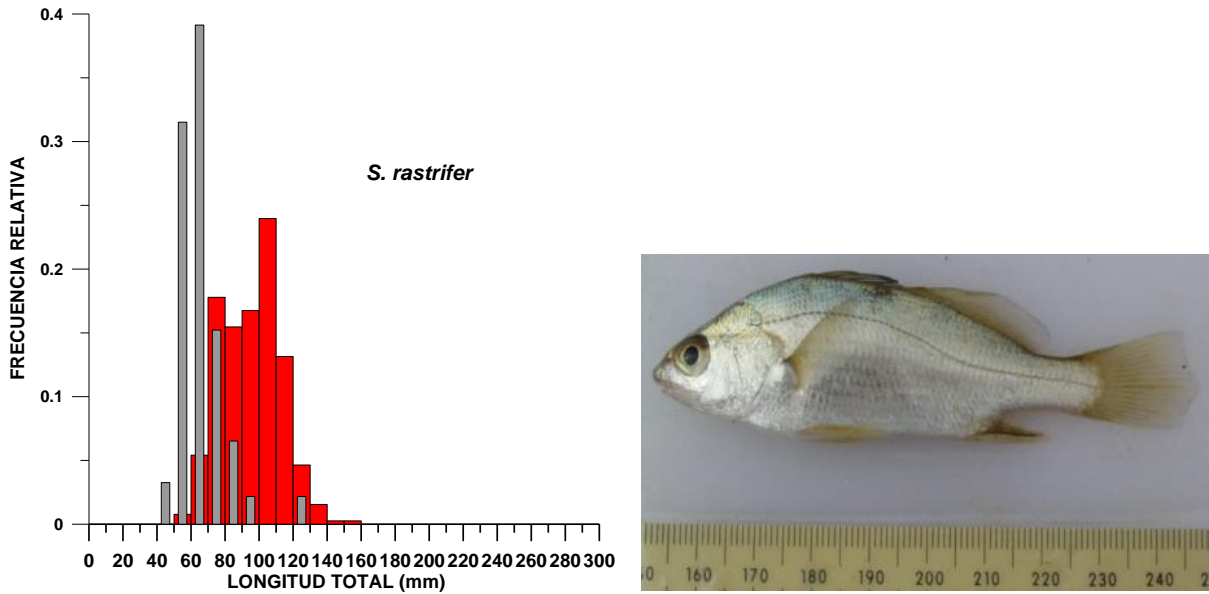 0.4
0.3
0.2
0.1
0
FRECUENCIA RELATIVA
S. rastrifer
0 20 40 60 80 100 120 140 160 180 200 220 240 260 280 300
LONGITUD TOTAL (mm)
160 170 180 190 200 210 220 230 240